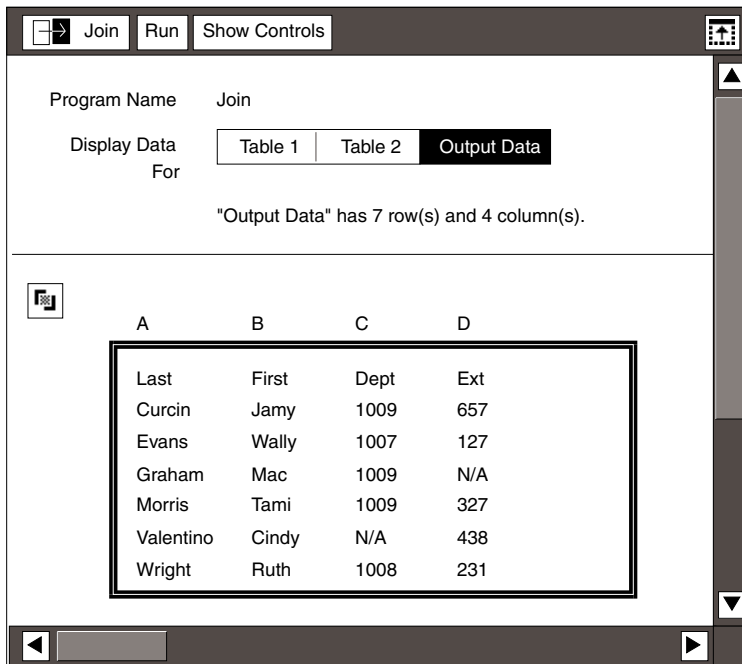 Join Run Show Controls
Program Name Join
Display Data For Table 1 Table 2 Output Data
"Output Data" has 7 row(s) and 4 column(s).
A B C D
Last First Dept Ext
Curcin Jamy 1009 657
Evans Wally 1007 127
Graham Mac 1009 N/A
Morris Tami 1009 327
Valentino Cindy N/A 438
Wright Ruth 1008 231